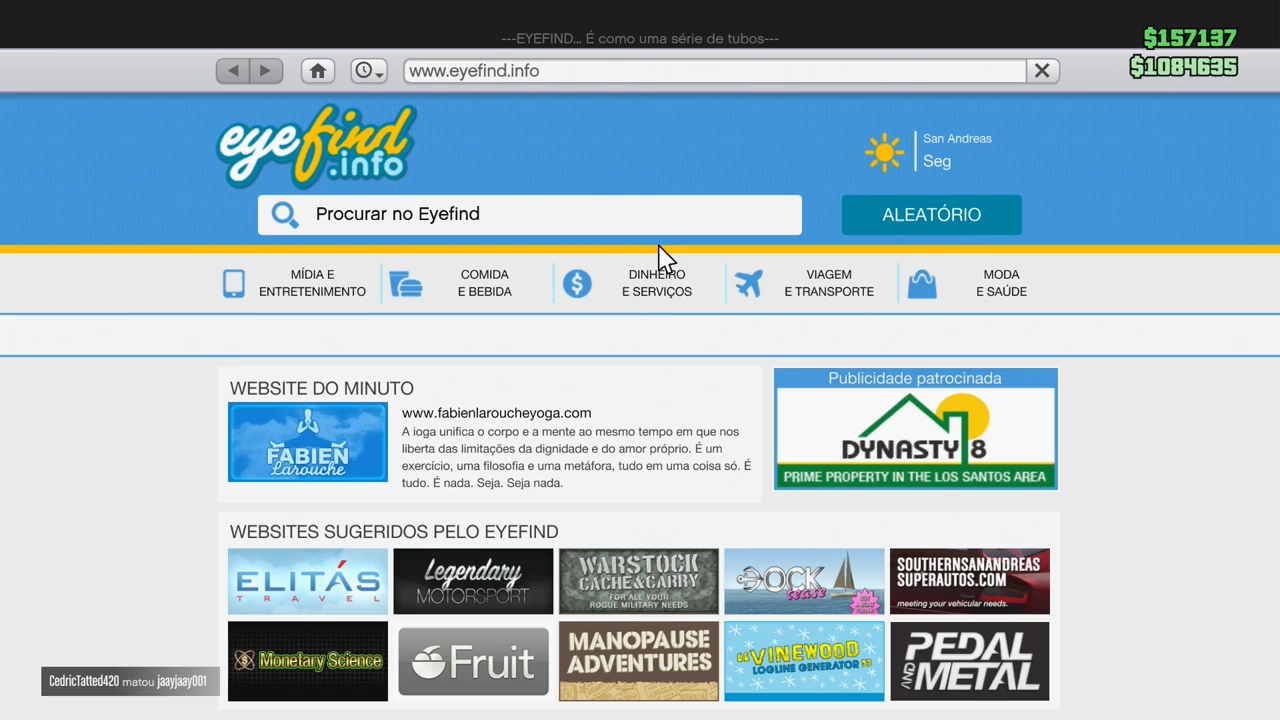 ---EYEFIND... É como uma série de tubos---
$157137
$1084635
www.eyefind.info
eyefind
.info
San Andreas
Seg
Procurar no Eyefind
ALEATÓRIO
MÍDIA E
ENTRETENIMENTO
COMIDA
E BEBIDA
DINHEIRO
E SERVIÇOS
VIAGEM
E TRANSPORTE
MODA
E SAÚDE
WEBSITE DO MINUTO
FABIEN
Larouche
www.fabienlaroucheyoga.com
A ioga unifica o corpo e a mente ao mesmo tempo em que nos
liberta das limitações da dignidade e do amor próprio. É um
exercício, uma filosofia e uma metáfora, tudo em uma coisa só. É
tudo. É nada. Seja. Seja nada.
Publicidade patrocinada
DYNASTY 8
PRIME PROPERTY IN THE LOS SANTOS AREA
WEBSITES SUGERIDOS PELO EYEFIND
ELITÁS
TRAVEL
Legendary
MOTORSPORT
WARSTOCK
CACHE&CARRY
FOR ALL YOUR
ROGUE MILITARY NEEDS
DOCK
tease
SOUTHERNSANANDREAS
SUPERAUTOS.COM
meeting your vehicular needs.
Monetary Science
Fruit
MANOPAUSE
ADVENTURES
"VINEWOOD
LOGLINE GENERATOR"
PEDAL
AND METAL
CedricTatted420 matou jaayjaay001